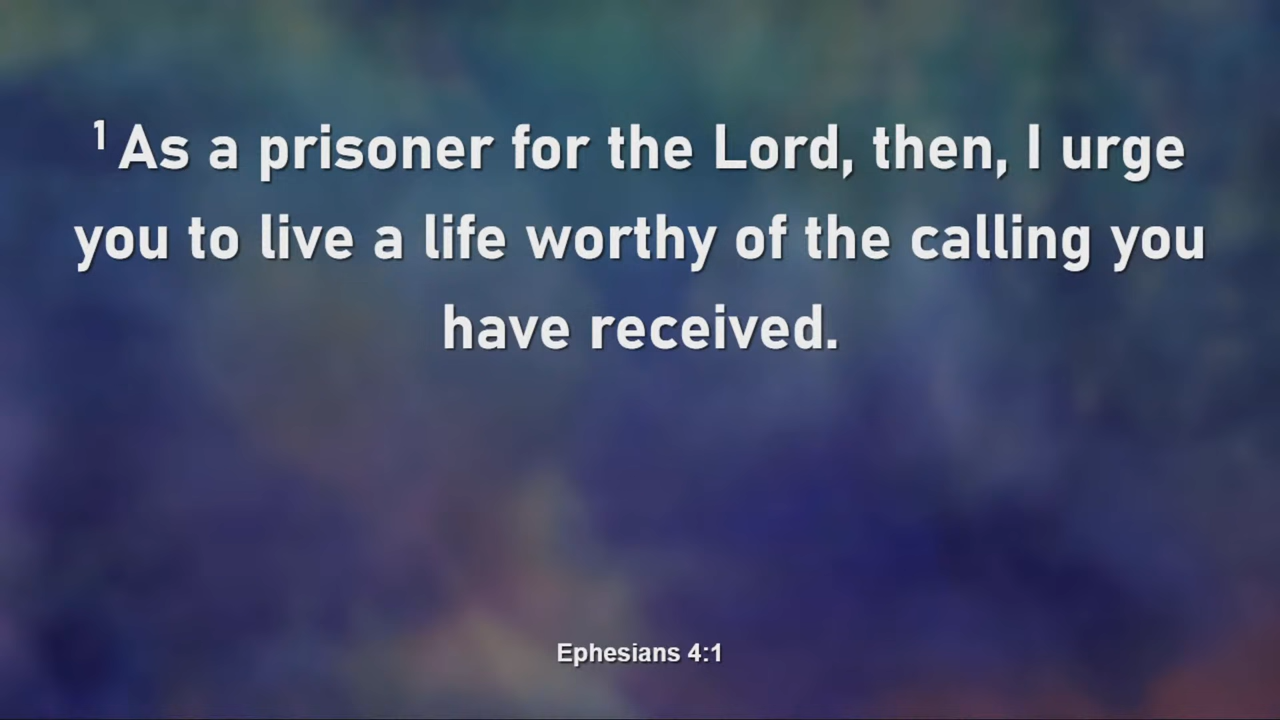 ¹ As a prisoner for the Lord, then, I urge
you to live a life worthy of the calling you
have received.
Ephesians 4:1